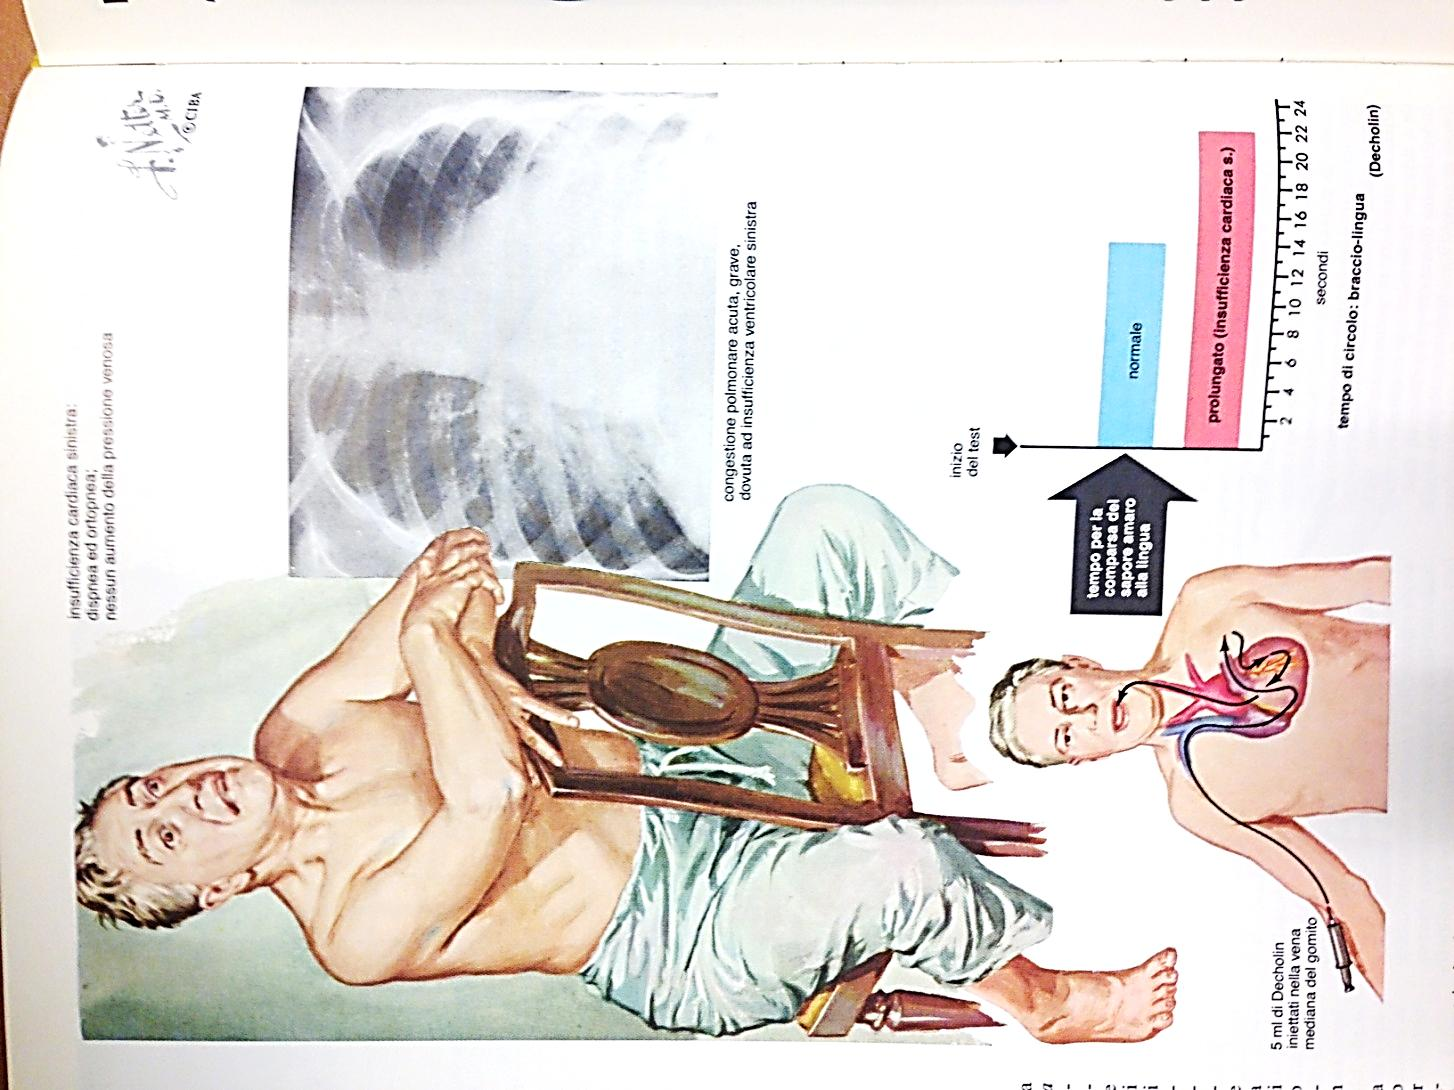 insufficienza cardiaca sinistra:
dispnea ed ortopnea;
nessun aumento della pressione venosa
F. Netter
M.D.
© CIBA
congestione polmonare acuta, grave,
dovuta ad insufficienza ventricolare sinistra
inizio
del test
tempo per la
comparsa del
sapore amaro
alla lingua
normale
prolungato (insufficienza cardiaca s.)
2 4 6 8 10 12 14 16 18 20 22 24
secondi
tempo di circolo: braccio-lingua
(Decholin)
5 ml di Decholin
iniettati nella vena
mediana del gomito